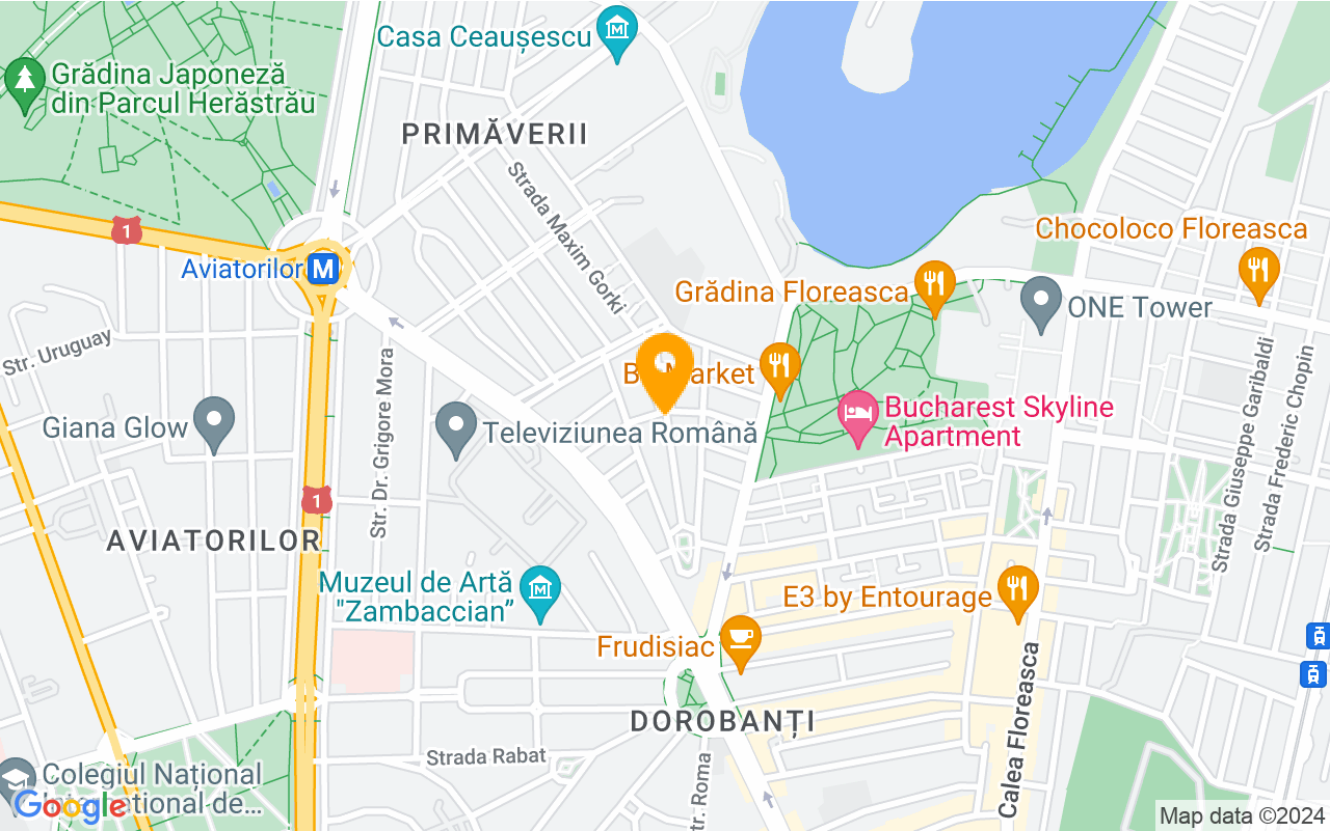 Casa Ceaușescu
Grădina Japoneză
din Parcul Herăstrău
PRIMĂVERII
Strada Maxim Gorki
1
Chocoloco Floreasca
Aviatorilor
M
Grădina Floreasca
ONE Tower
Str. Uruguay
Str. Dr. Grigore Mora
Market
Strada Giuseppe Garibaldi
Strada Frederic Chopin
Giana Glow
Televiziunea Română
Bucharest Skyline
Apartment
1
AVIATORILOR
Muzeul de Artă
"Zambaccian”
E3 by Entourage
Frudisiac
DOROBANȚI
Calea Floreasca
Strada Rabat
Str. Roma
Colegiul Național
de...
Google
Map data ©2024